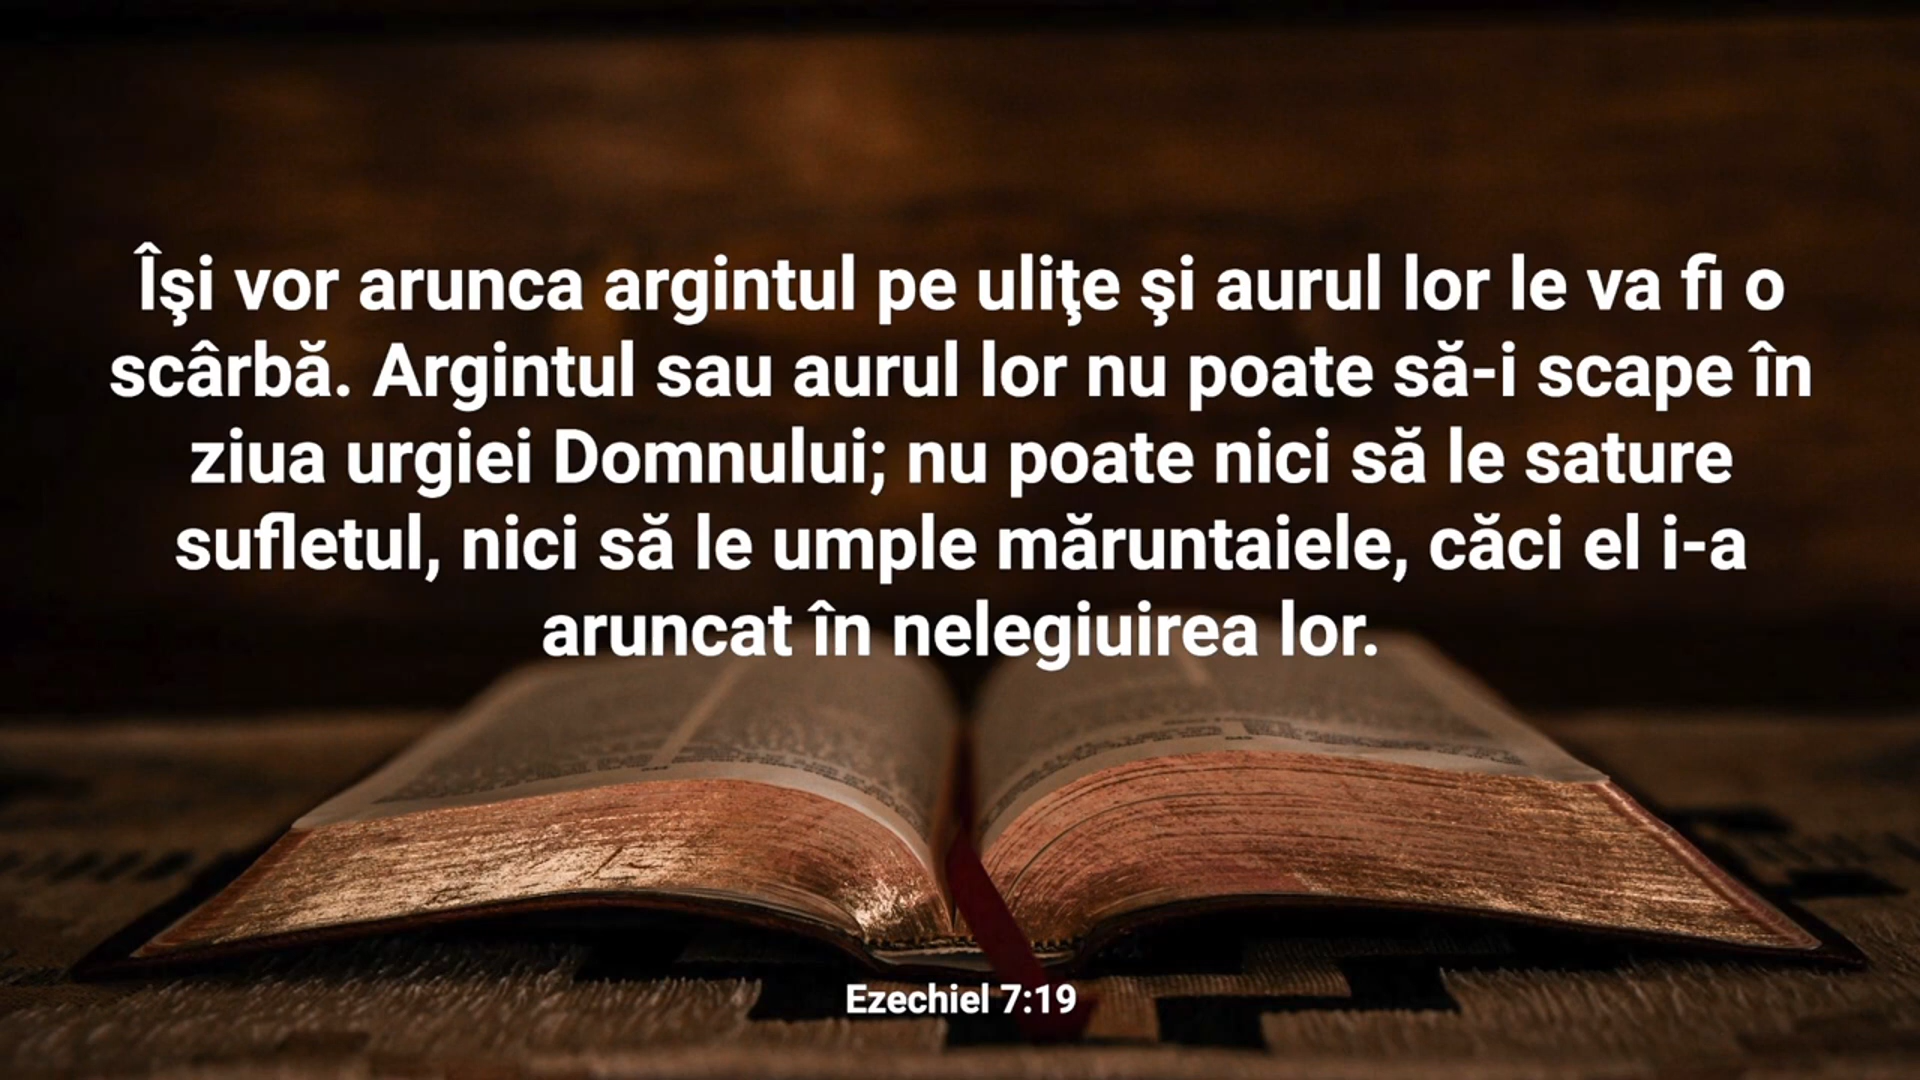 Îşi vor arunca argintul pe uliţe şi aurul lor le va fi o
scârbă. Argintul sau aurul lor nu poate să-i scape în
ziua urgiei Domnului; nu poate nici să le sature
sufletul, nici să le umple măruntaiele, căci el i-a
aruncat în nelegiuirea lor.
Ezechiel 7:19